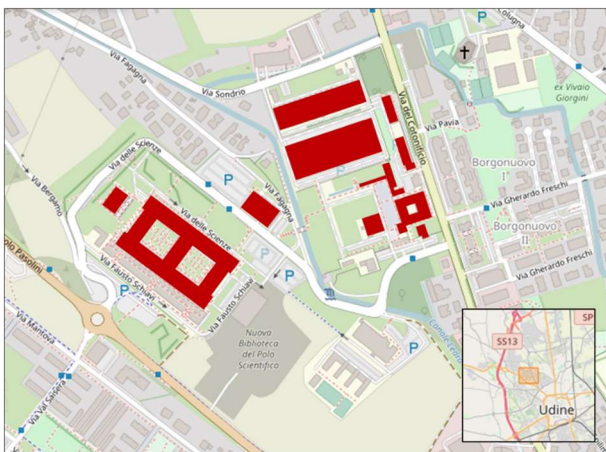 Via Fagagna
Via Sondrio
Via Colugna
ex Vivaio
Giorgini
Via del Cotonificio
Via Pavia
Borgonuovo
I
Via delle Scienze
P
P
P
Via Fagagna
Via Gherardo Freschi
Borgonuovo
II
Via Bergamo
Via delle Scienze
P
Via Gherardo Freschi
P
olo Pasolini
Via Fausto Schiavi
Via Fausto Schiavi
P
Via Mantova
Nuova
Biblioteca
del Polo
Scientifico
P
Via Val Saisera
SS13
SP
Udine